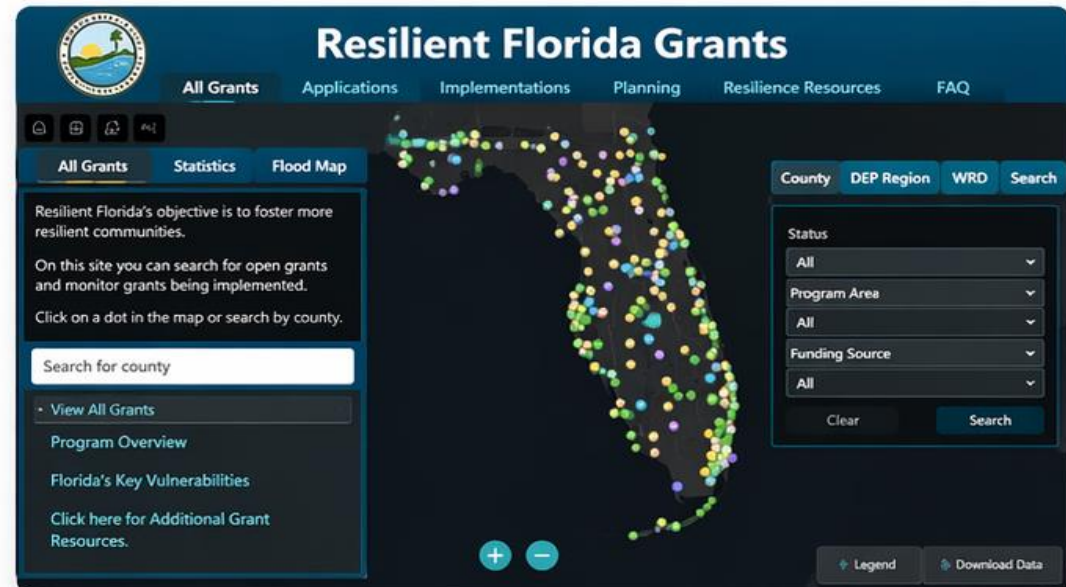 Resilient Florida Grants
All Grants
Applications
Implementations
Planning
Resilience Resources
FAQ
All Grants
Statistics
Flood Map
Resilient Florida's objective is to foster more
resilient communities.
On this site you can search for open grants
and monitor grants being implemented.
Click on a dot in the map or search by county.
Search for county
View All Grants
Program Overview
Florida's Key Vulnerabilities
Click here for Additional Grant
Resources.
County
DEP Region
WRD
Search
Status
All
Program Area
All
Funding Source
All
Clear
Search
Legend
Download Data